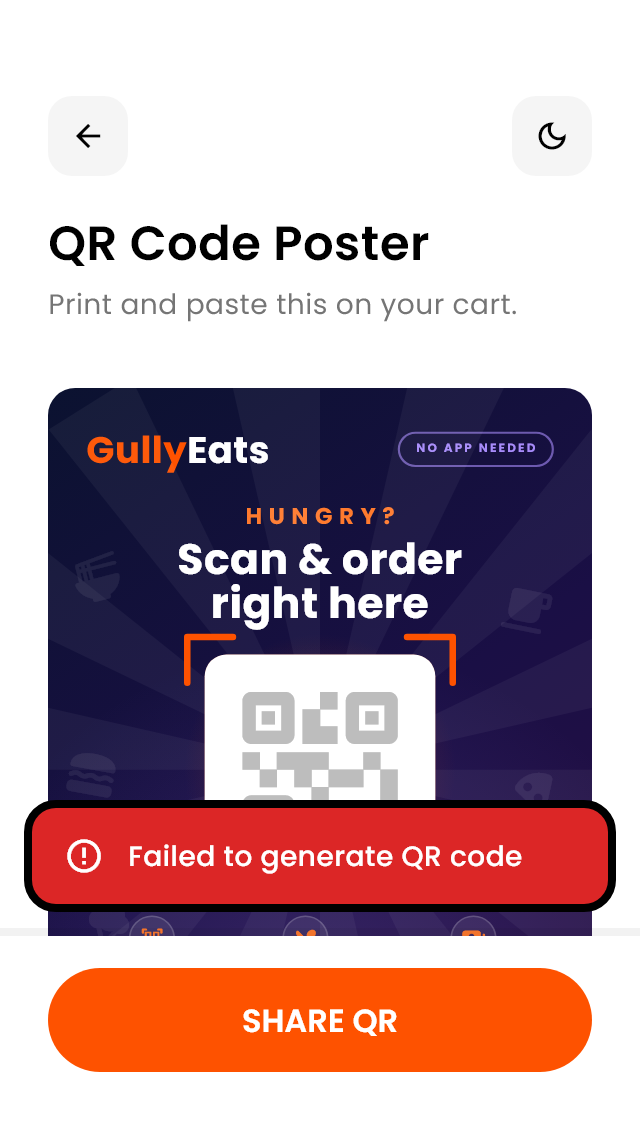 QR Code Poster
Print and paste this on your cart.
GullyEats
NO APP NEEDED
HUNGRY?
Scan & order
right here
Failed to generate QR code
SHARE QR